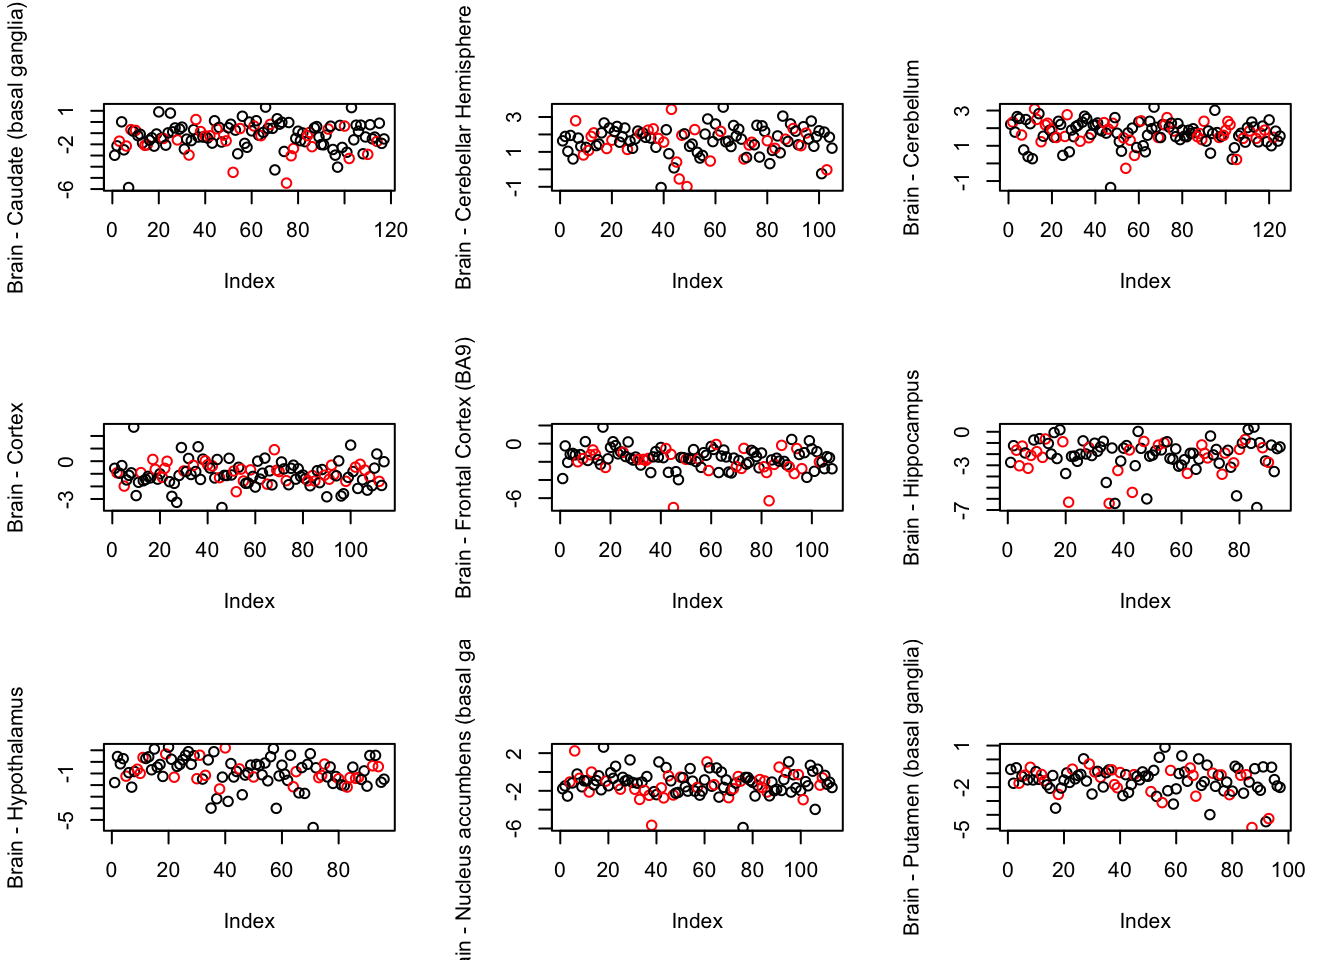 Brain - Caudate (basal ganglia)
1
-2
-6
0 20 40 60 80 120
Index
Brain - Cerebellar Hemisphere
3
1
-1
0 20 40 60 80 100
Index
Brain - Cerebellum
3
1
-1
0 20 40 60 80 120
Index
Brain - Cortex
0
-3
0 20 40 60 80 100
Index
Brain - Frontal Cortex (BA9)
0
-6
0 20 40 60 80 100
Index
Brain - Hippocampus
0
-3
-7
0 20 40 60 80
Index
Brain - Hypothalamus
-1
-5
0 20 40 60 80
Index
ain - Nucleus accumbens (basal ga
2
-2
-6
0 20 40 60 80 100
Index
Brain - Putamen (basal ganglia)
1
-2
-5
0 20 40 60 80 100
Index